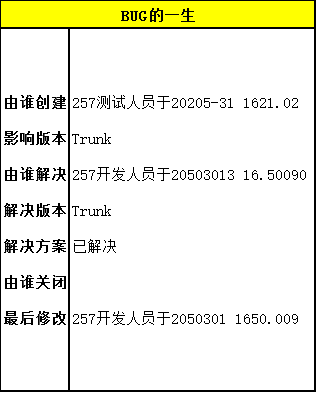 BUG的一生
由谁创建 257测试人员于20205-31 1621.02
影响版本 Trunk
由谁解决 257开发人员于20503013 16.50090
解决版本 Trunk
解决方案 已解决
由谁关闭
最后修改 257开发人员于2050301 1650.009